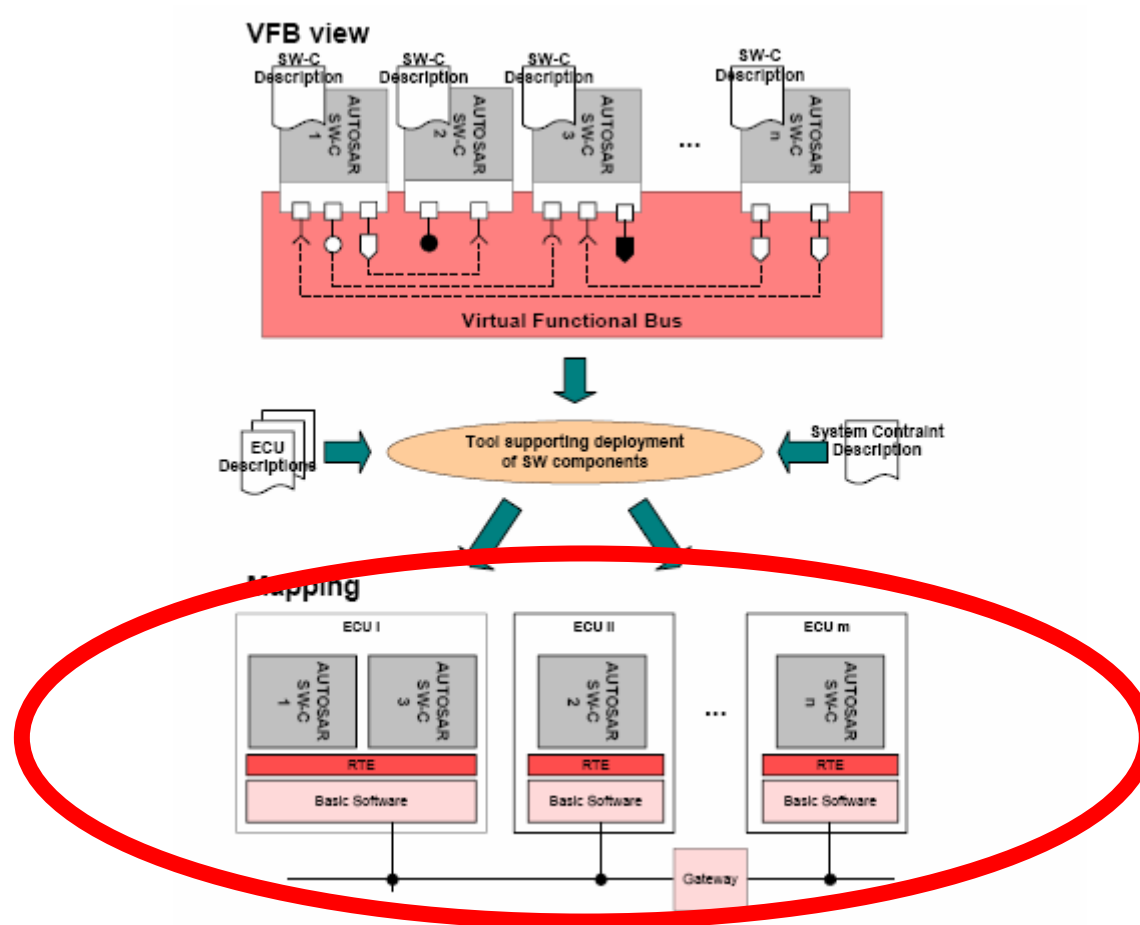 VFB view
SW-C
Description
SW-C
Description
SW-C
Description
SW-C
Description
AUTOSAR
SW-C
1
AUTOSAR
SW-C
2
AUTOSAR
SW-C
3
...
AUTOSAR
SW-C
n
Virtual Functional Bus
ECU
Descriptions
Tool supporting deployment
of SW components
System Contraint
Description
Mapping
ECU I
ECU II
ECU m
AUTOSAR
SW-C
1
AUTOSAR
SW-C
3
AUTOSAR
SW-C
2
...
AUTOSAR
SW-C
n
RTE
RTE
RTE
Basic Software
Basic Software
Basic Software
Gateway